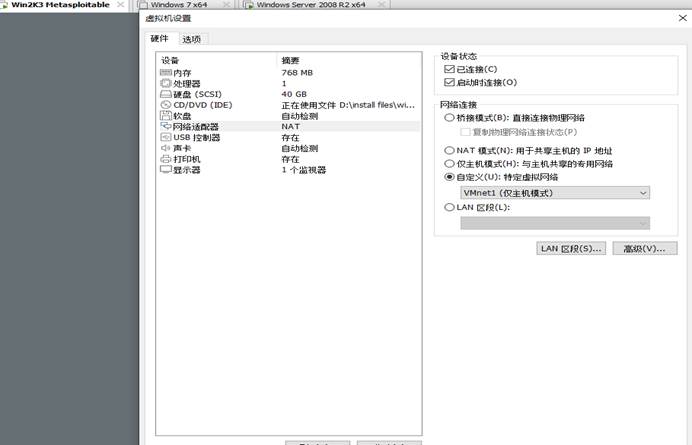 Win2K3 Metasploitable
Windows 7 x64
Windows Server 2008 R2 x64
虚拟机设置
硬件 选项
设备 摘要
内存 768 MB
处理器 1
硬盘 (SCSI) 40 GB
CD/DVD (IDE) 正在使用文件 D:\install files\wi...
软盘 自动检测
网络适配器 NAT
USB 控制器 存在
声卡 自动检测
打印机 存在
显示器 1 个监视器
设备状态
已连接(C)
启动时连接(O)
网络连接
桥接模式(B): 直接连接物理网络
复制物理网络连接状态(P)
NAT 模式(N): 用于共享主机的 IP 地址
仅主机模式(H): 与主机共享的专用网络
自定义(U): 特定虚拟网络
VMnet1 (仅主机模式)
LAN 区段(L):
LAN 区段(S)... 高级(V)...